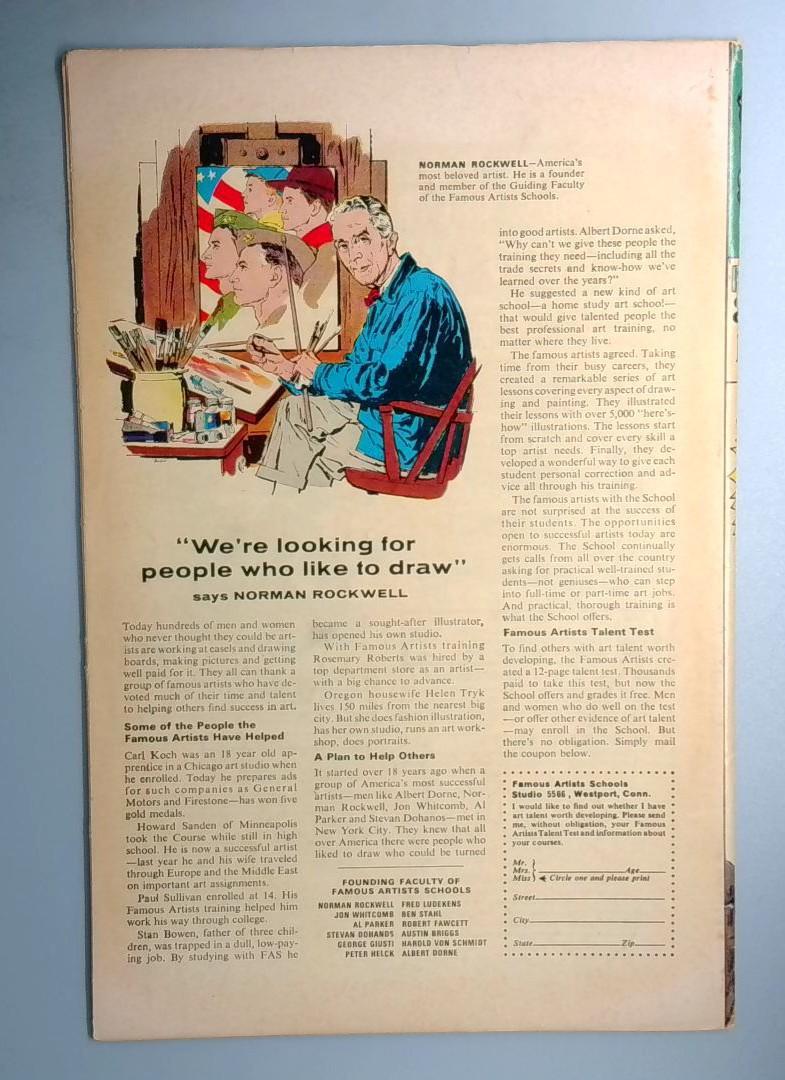 NORMAN ROCKWELL—America's
most beloved artist. He is a founder
and member of the Guiding Faculty
of the Famous Artists Schools.
"We're looking for
people who like to draw"
says NORMAN ROCKWELL
Today hundreds of men and women
who never thought they could be art-
ists are working at easels and drawing
boards, making pictures and getting
well paid for it. They all can thank a
group of famous artists who have de-
voted much of their time and talent
to helping others find success in art.
Some of the People the
Famous Artists Have Helped
Carl Koch was an 18 year old ap-
prentice in a Chicago art studio when
he enrolled. Today he prepares ads
for such companies as General
Motors and Firestone—has won five
gold medals.
Howard Sanden of Minneapolis
took the Course while still in high
school. He is now a successful artist
—last year he and his wife traveled
through Europe and the Middle East
on important art assignments.
Paul Sullivan enrolled at 14. His
Famous Artists training helped him
work his way through college.
Stan Bowen, father of three chil-
dren, was trapped in a dull, low-pay-
ing job. By studying with FAS he
became a sought-after illustrator,
has opened his own studio.
With Famous Artists training
Rosemary Roberts was hired by a
top department store as an artist—
with a big chance to advance.
Oregon housewife Helen Tryk
lives 150 miles from the nearest big
city. But she does fashion illustration,
has her own studio, runs an art work-
shop, does portraits.
A Plan to Help Others
It started over 18 years ago when a
group of America's most successful
artists—men like Albert Dorne, Nor-
man Rockwell, Jon Whitcomb, Al
Parker and Stevan Dohanos—met in
New York City. They knew that all
over America there were people who
liked to draw who could be turned
FOUNDING FACULTY OF
FAMOUS ARTISTS SCHOOLS
NORMAN ROCKWELL FRED LUDEKENS
JON WHITCOMB BEN STAHL
AL PARKER ROBERT FAWCETT
STEVAN DOHANOS AUSTIN BRIGGS
GEORGE GIUSTI HAROLD VON SCHMIDT
PETER HELCK ALBERT DORNE
into good artists. Albert Dorne asked,
"Why can't we give these people the
training they need—including all the
trade secrets and know-how we've
learned over the years?"
He suggested a new kind of art
school—a home study art school—
that would give talented people the
best professional art training, no
matter where they live.
The famous artists agreed. Taking
time from their busy careers, they
created a remarkable series of art
lessons covering every aspect of draw-
ing and painting. They illustrated
their lessons with over 5,000 "here's-
how" illustrations. The lessons start
from scratch and cover every skill a
top artist needs. Finally, they de-
veloped a wonderful way to give each
student personal correction and ad-
vice all through his training.
The famous artists with the School
are not surprised at the success of
their students. The opportunities
open to successful artists today are
enormous. The School continually
gets calls from all over the country
asking for practical well-trained stu-
dents—not geniuses—who can step
into full-time or part-time art jobs.
And practical, thorough training is
what the School offers.
Famous Artists Talent Test
To find others with art talent worth
developing, the Famous Artists cre-
ated a 12-page talent test. Thousands
paid to take this test, but now the
School offers and grades it free. Men
and women who do well on the test
—or offer other evidence of art talent
—may enroll in the School. But
there's no obligation. Simply mail
the coupon below.
Famous Artists Schools
Studio 5566, Westport, Conn.
I would like to find out whether I have
art talent worth developing. Please send
me, without obligation, your Famous
Artists Talent Test and information about
your courses.
Mr.
Mrs. Age
Miss Circle one and please print
Street
City
State Zip